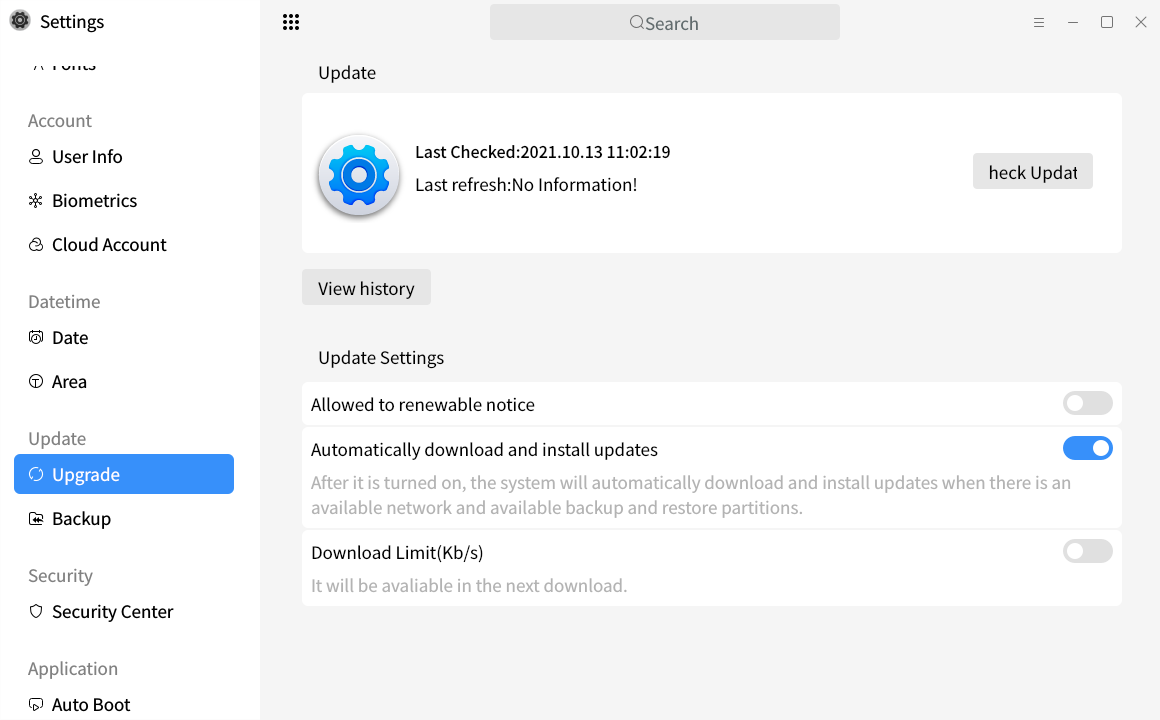 Settings
Search
Fonts
Account
User Info
Biometrics
Cloud Account
Datetime
Date
Area
Update
Upgrade
Backup
Security
Security Center
Application
Auto Boot
Update
Last Checked:2021.10.13 11:02:19
Last refresh:No Information!
heck Updat
View history
Update Settings
Allowed to renewable notice
Automatically download and install updates
After it is turned on, the system will automatically download and install updates when there is an
available network and available backup and restore partitions.
Download Limit(Kb/s)
It will be avaliable in the next download.